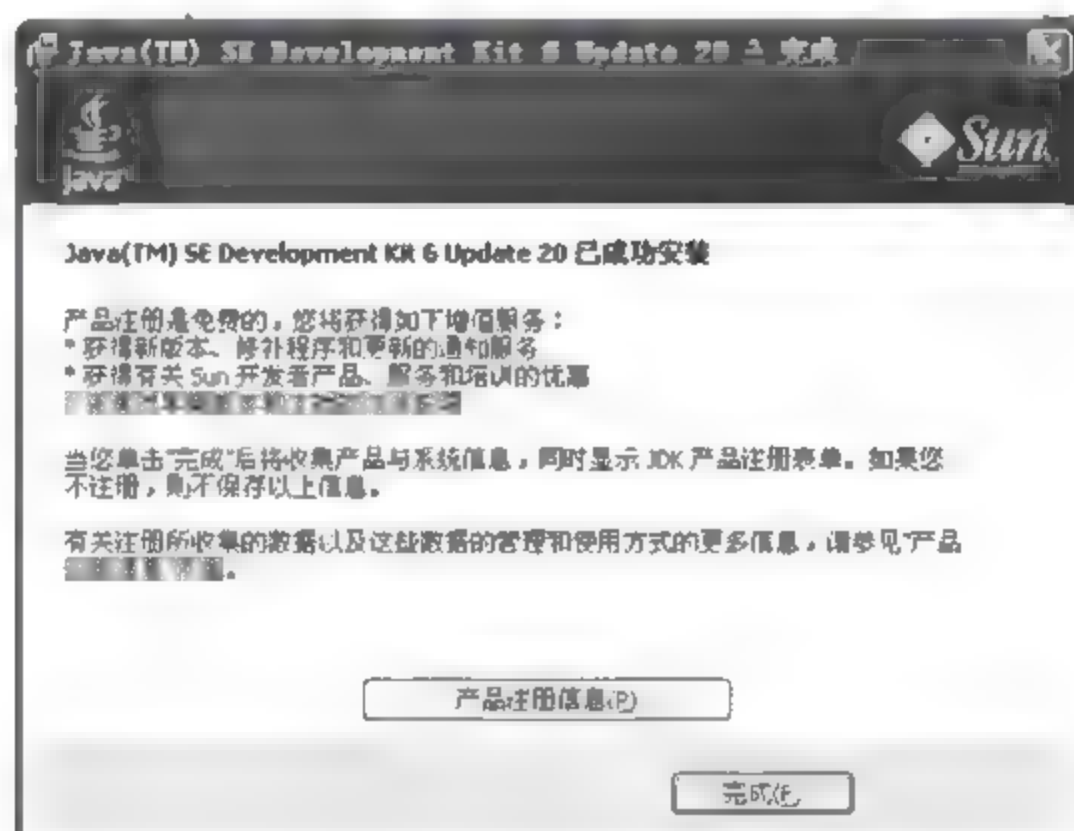 Java(TM) SE Development Kit 6 Update 20 - 完成
Java
Sun
Java(TM) SE Development Kit 6 Update 20 已成功安装
产品注册是免费的，您将获得如下增值服务：
* 获得新版本、修补程序和更新的通知服务
* 获得有关 Sun 开发者产品、服务和培训的优惠
当您单击"完成"后将收集产品与系统信息，同时显示 JDK 产品注册表单。如果您
不注册，则不保存以上信息。
有关注册所收集的数据以及这些数据的管理和使用方式的更多信息，请参见"产品
产品注册信息(P)
完成(F)